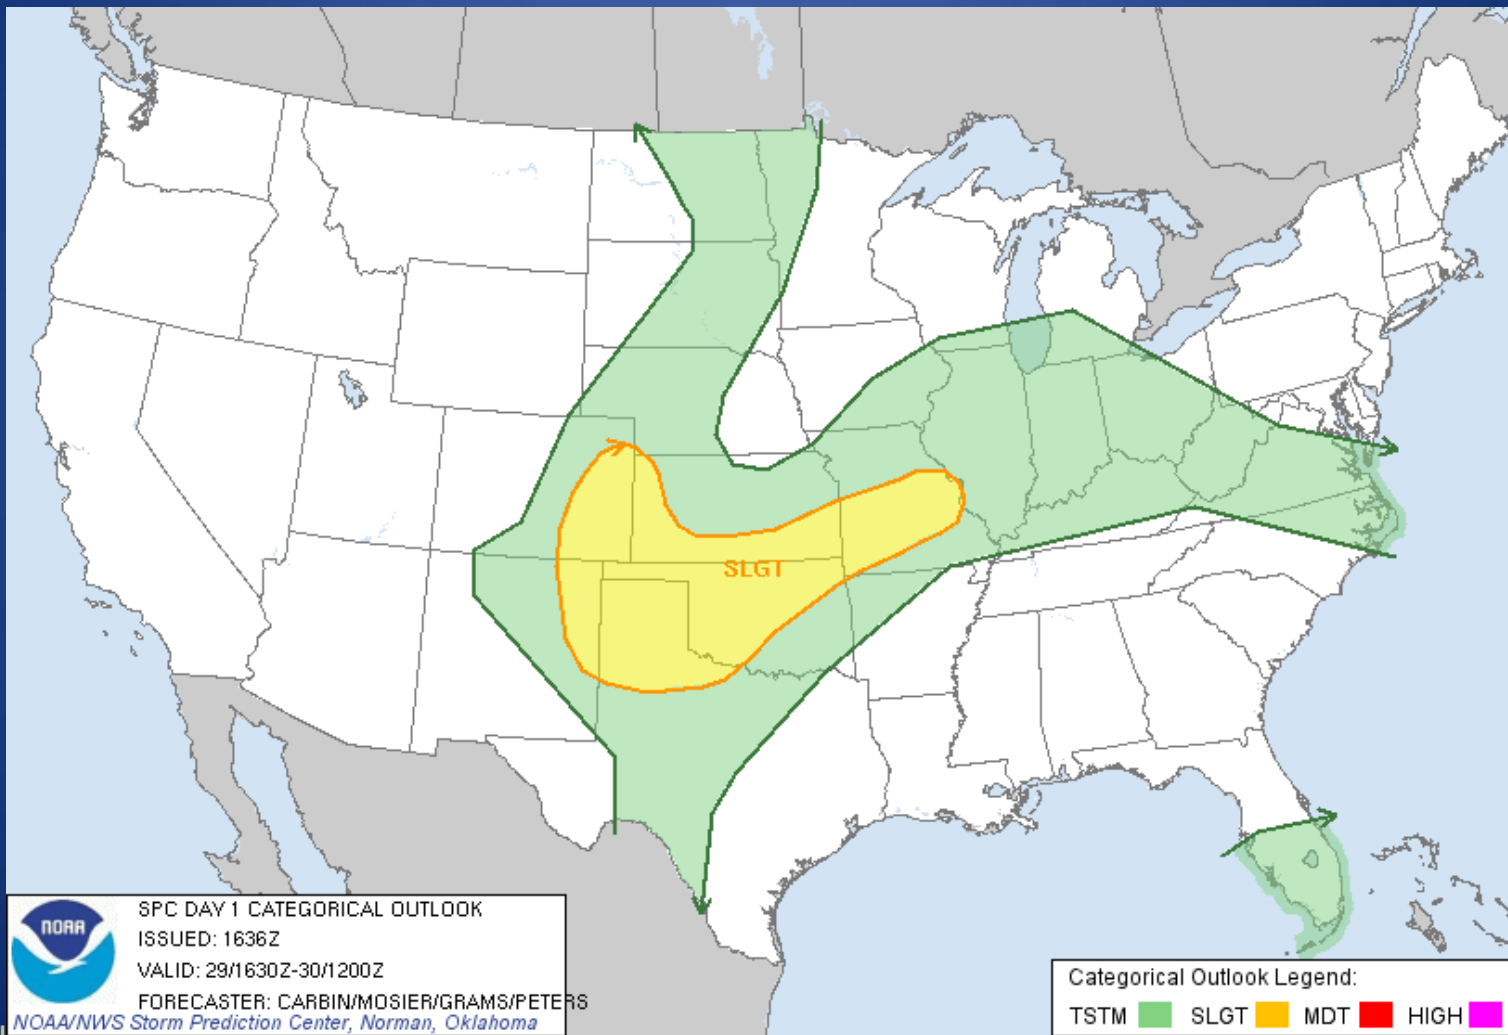 SLGT
NOAA
SPC DAY 1 CATEGORICAL OUTLOOK
ISSUED: 1636Z
VALID: 29/1630Z-30/1200Z
FORECASTER: CARBIN/MOSIER/GRAMS/PETERS
NOAA/NWS Storm Prediction Center, Norman, Oklahoma
Categorical Outlook Legend:
TSTM SLGT MDT HIGH